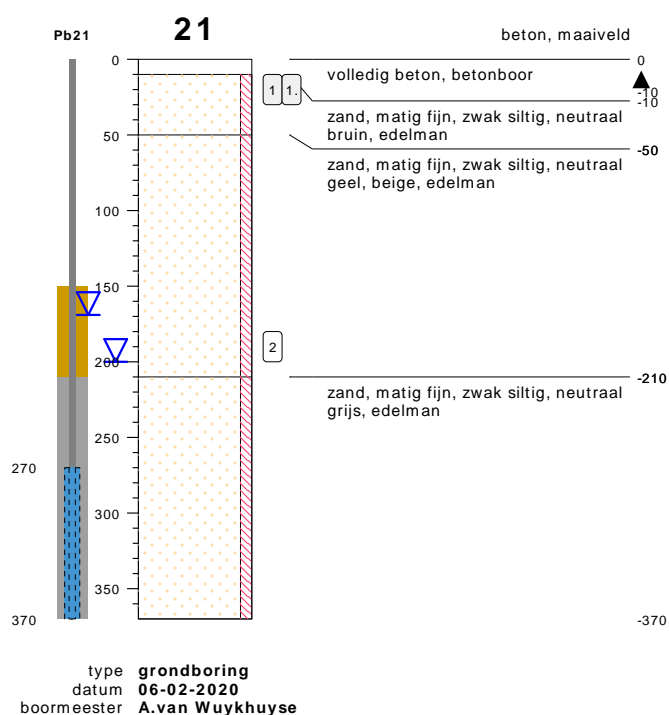 Pb21
21
beton, maaiveld
0
0
volledig beton, betonboor
-10
-10
1
1.
zand, matig fijn, zwak siltig, neutraal
bruin, edelman
50
-50
zand, matig fijn, zwak siltig, neutraal
geel, beige, edelman
100
150
2
200
-210
zand, matig fijn, zwak siltig, neutraal
grijs, edelman
250
270
300
350
370
-370
type grondboring
datum 06-02-2020
boormeester A.van Wuykhuyse